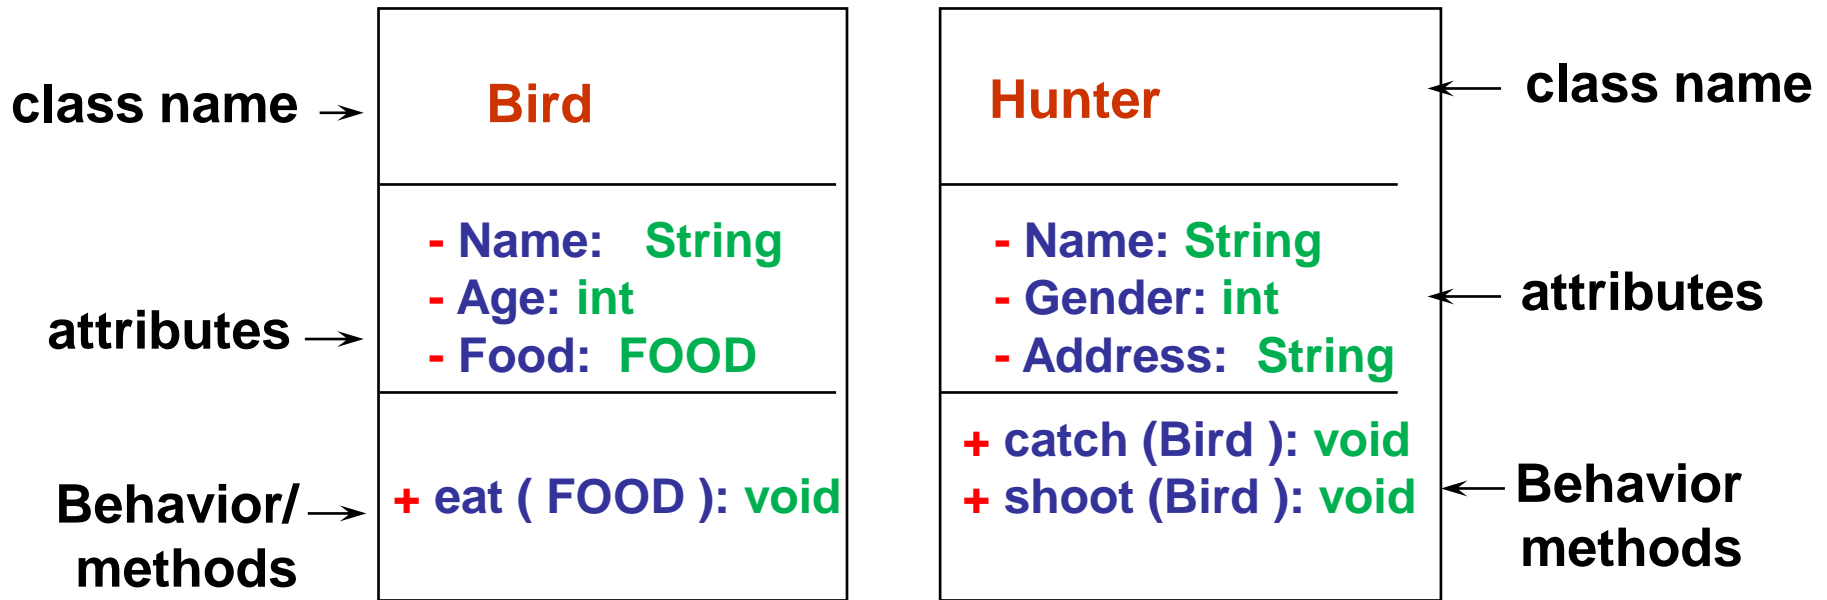 class name
Bird
Hunter
class name
- Name: String
- Age: int
- Food: FOOD
attributes
- Name: String
- Gender: int
- Address: String
attributes
+ eat ( FOOD ): void
Behavior/
methods
+ catch (Bird ): void
+ shoot (Bird ): void
Behavior
methods